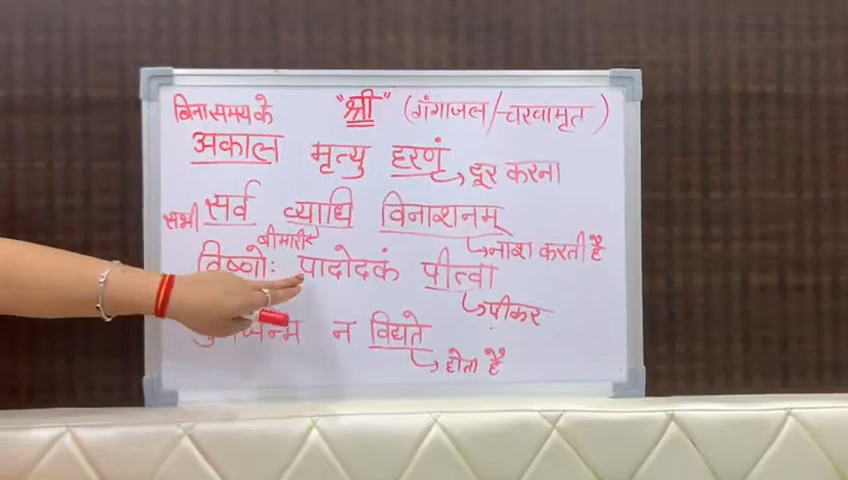 बिना समय के "श्री" (गंगाजल/-चरणामृत)
अकाल मृत्यु हरणं
दूर करना
सभी सर्व व्याधि विनाशनम्
बीमारीई नाश करती है
विष्णोः पादोदकं पीत्वा
पीकर
न विद्यते
होता है